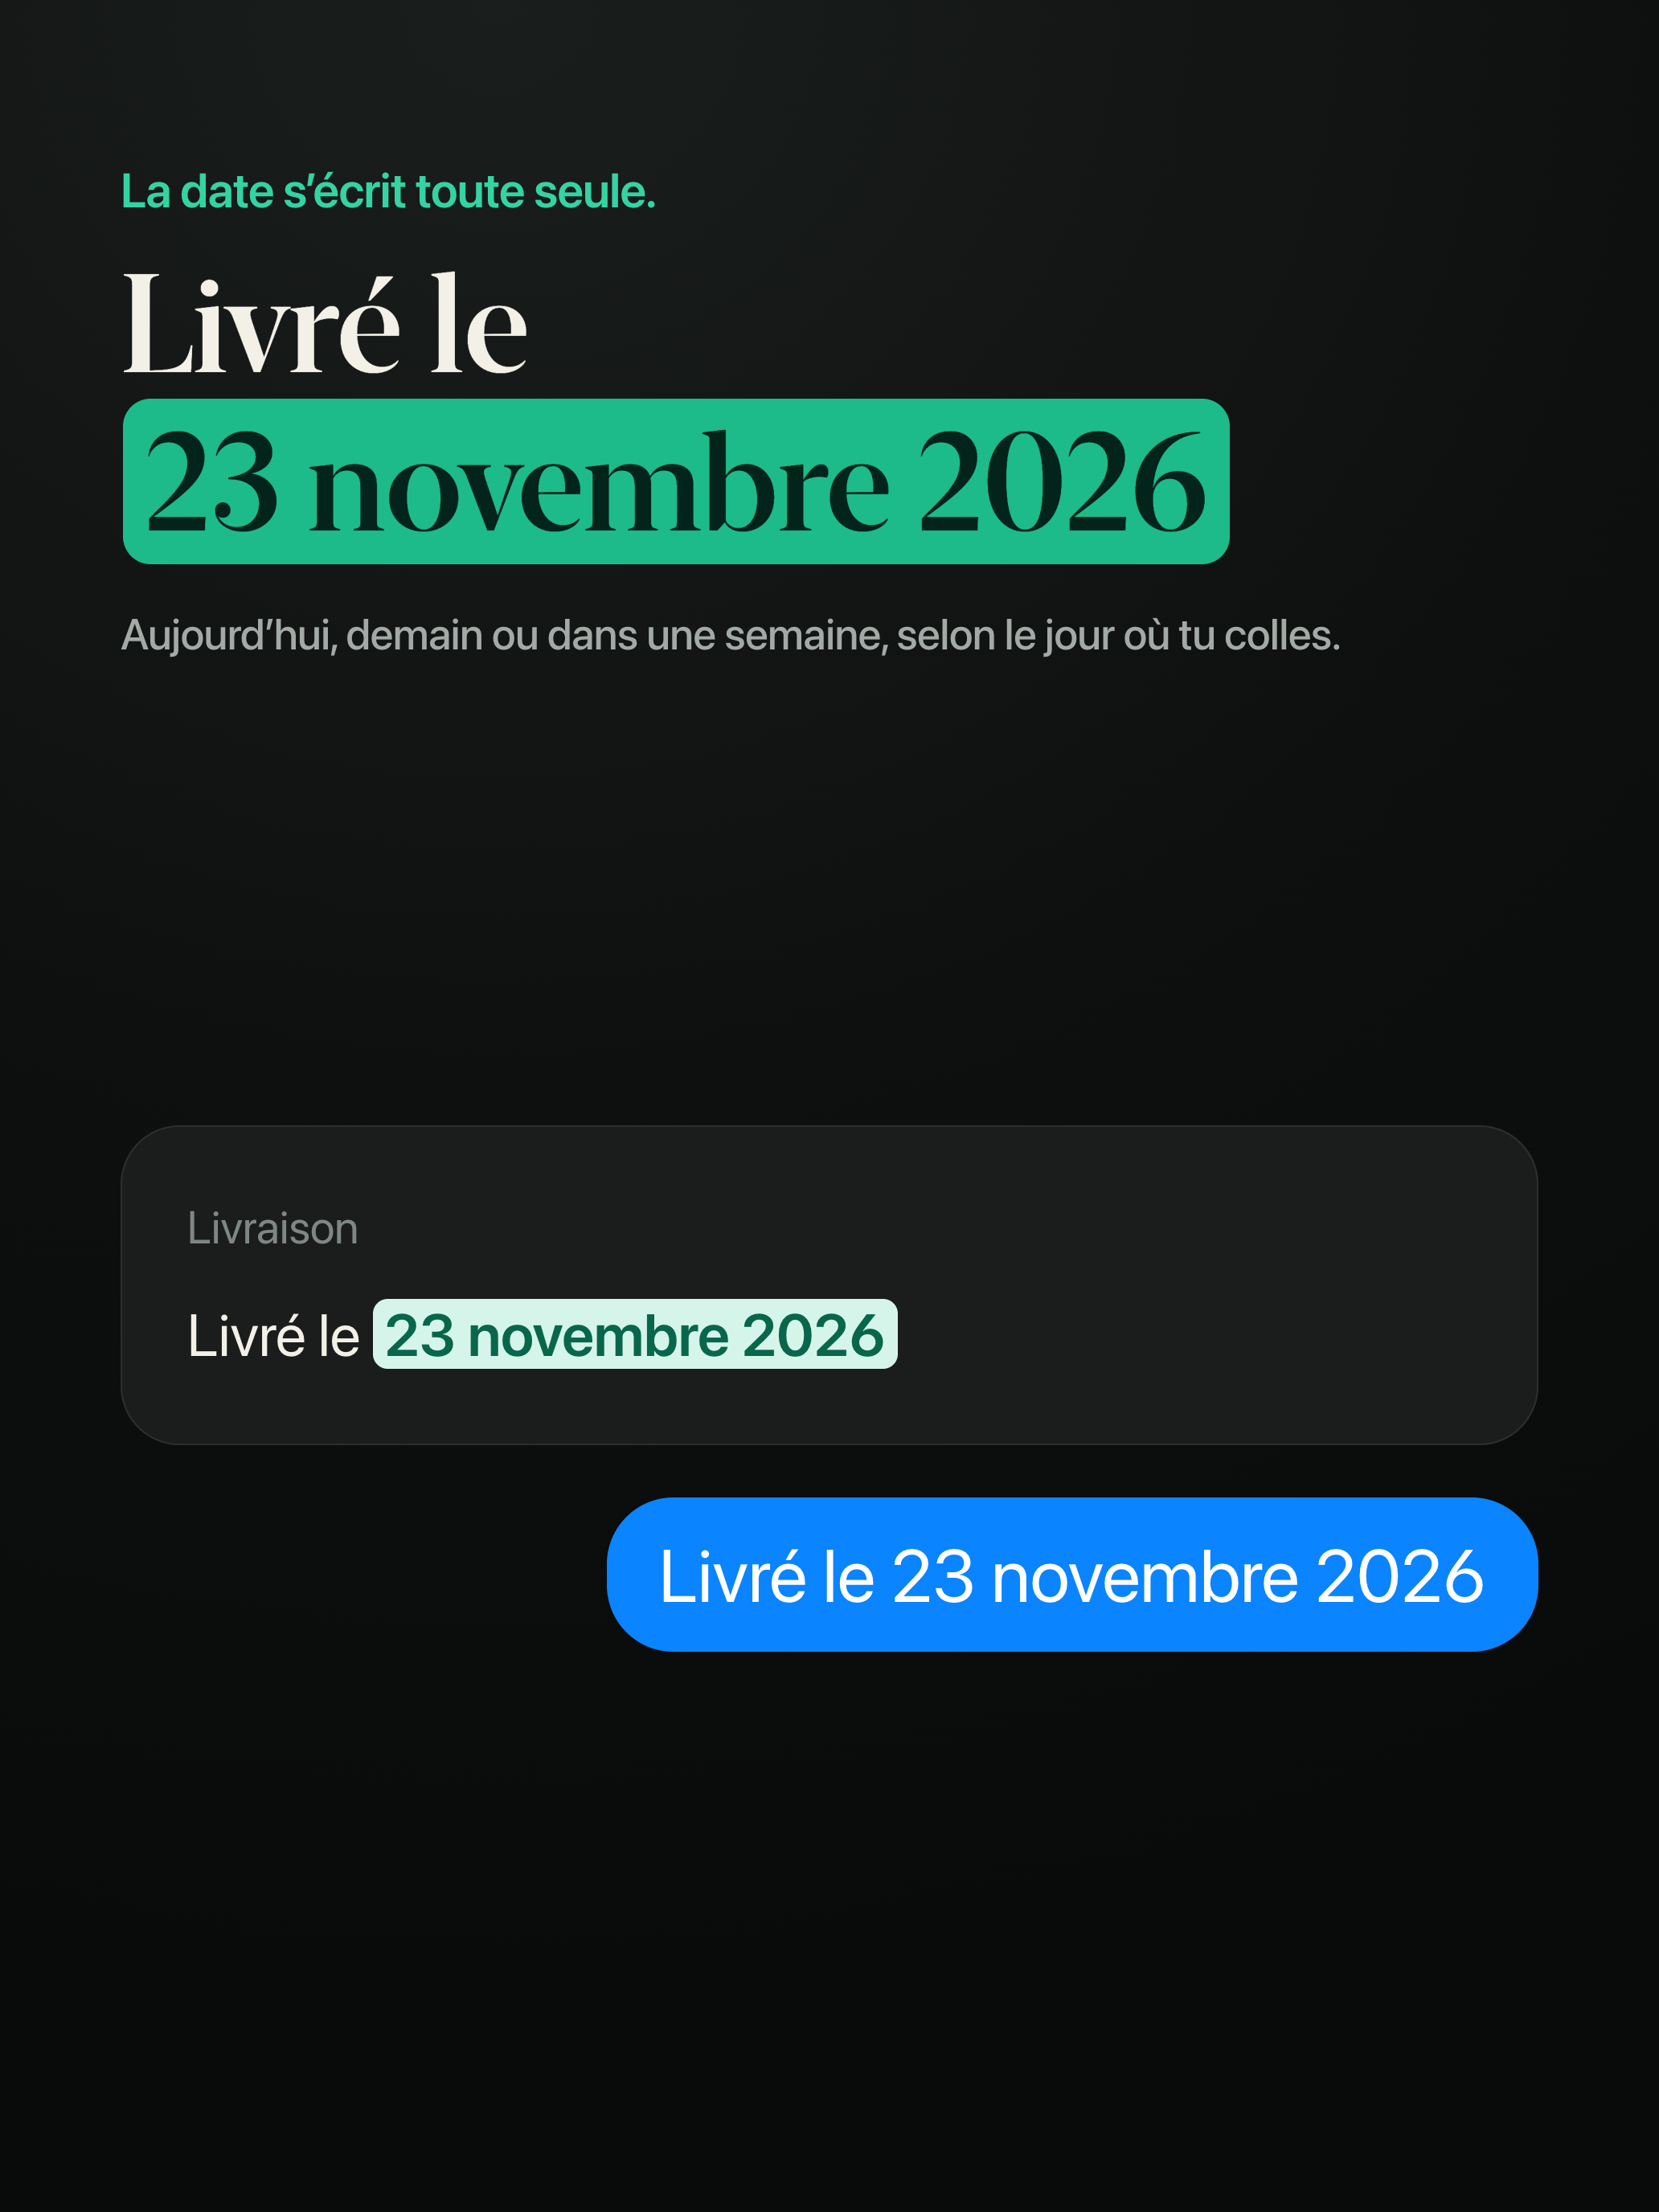 La date s’écrit toute seule.
Livré le
23 novembre 2026
Aujourd’hui, demain ou dans une semaine, selon le jour où tu colles.
Livraison
Livré le 23 novembre 2026
Livré le 23 novembre 2026